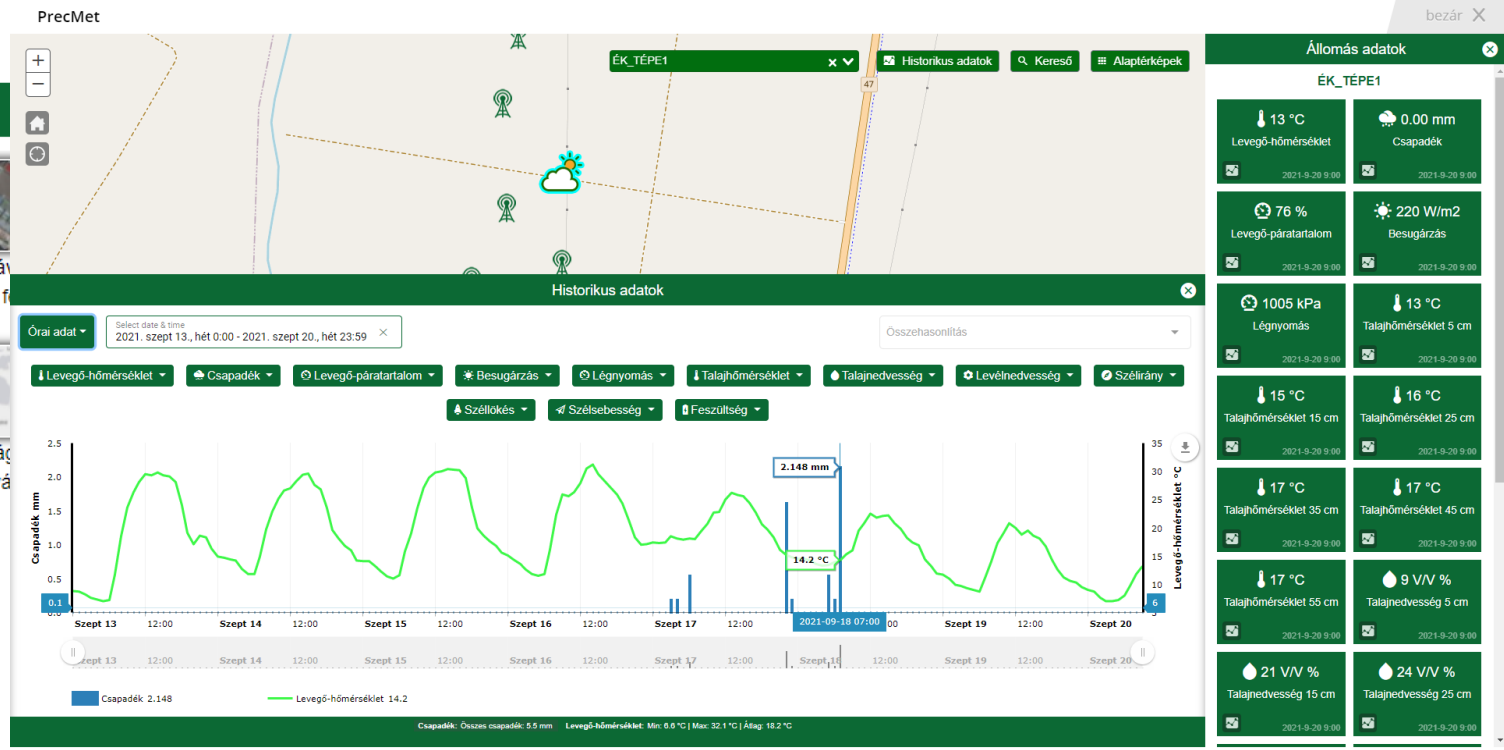 PrecMet
bezár X
ÉK_TÉPE1
Historikus adatok
Kereső
Alaptérképek
47
Állomás adatok
ÉK_TÉPE1
13 °C
Levegő-hőmérséklet
2021-9-20 9:00
0.00 mm
Csapadék
2021-9-20 9:00
76 %
Levegő-páratartalom
2021-9-20 9:00
220 W/m2
Besugárzás
2021-9-20 9:00
1005 kPa
Légnyomás
2021-9-20 9:00
13 °C
Talajhőmérséklet 5 cm
2021-9-20 9:00
15 °C
Talajhőmérséklet 15 cm
2021-9-20 9:00
16 °C
Talajhőmérséklet 25 cm
2021-9-20 9:00
17 °C
Talajhőmérséklet 35 cm
2021-9-20 9:00
17 °C
Talajhőmérséklet 45 cm
2021-9-20 9:00
17 °C
Talajhőmérséklet 55 cm
2021-9-20 9:00
9 V/V %
Talajnedvesség 5 cm
2021-9-20 9:00
21 V/V %
Talajnedvesség 15 cm
2021-9-20 9:00
24 V/V %
Talajnedvesség 25 cm
2021-9-20 9:00
Historikus adatok
Órai adat
Select date & time
2021. szept 13., hét 0:00 - 2021. szept 20., hét 23:59
Összehasonlítás
Levegő-hőmérséklet
Csapadék
Levegő-páratartalom
Besugárzás
Légnyomás
Talajhőmérséklet
Talajnedvesség
Levélnedvesség
Szélirány
Széllökés
Szélsebesség
Feszültség
Csapadék mm
2.5
2.0
1.5
1.0
0.5
0.1
Levegő-hőmérséklet °C
35
30
25
20
15
10
6
2.148 mm
14.2 °C
2021-09-18 07:00
Szept 13 12:00 Szept 14 12:00 Szept 15 12:00 Szept 16 12:00 Szept 17 12:00 00 Szept 19 12:00 Szept 20
Szept 13 12:00 Szept 14 12:00 Szept 15 12:00 Szept 16 12:00 Szept 17 12:00 Szept 18 12:00 Szept 19 12:00 Szept 20
Csapadék 2.148
Levegő-hőmérséklet 14.2
Csapadék: Összes csapadék: 5.5 mm Levegő-hőmérséklet: Min: 6.6 °C | Max: 32.1 °C | Átlag: 18.2 °C